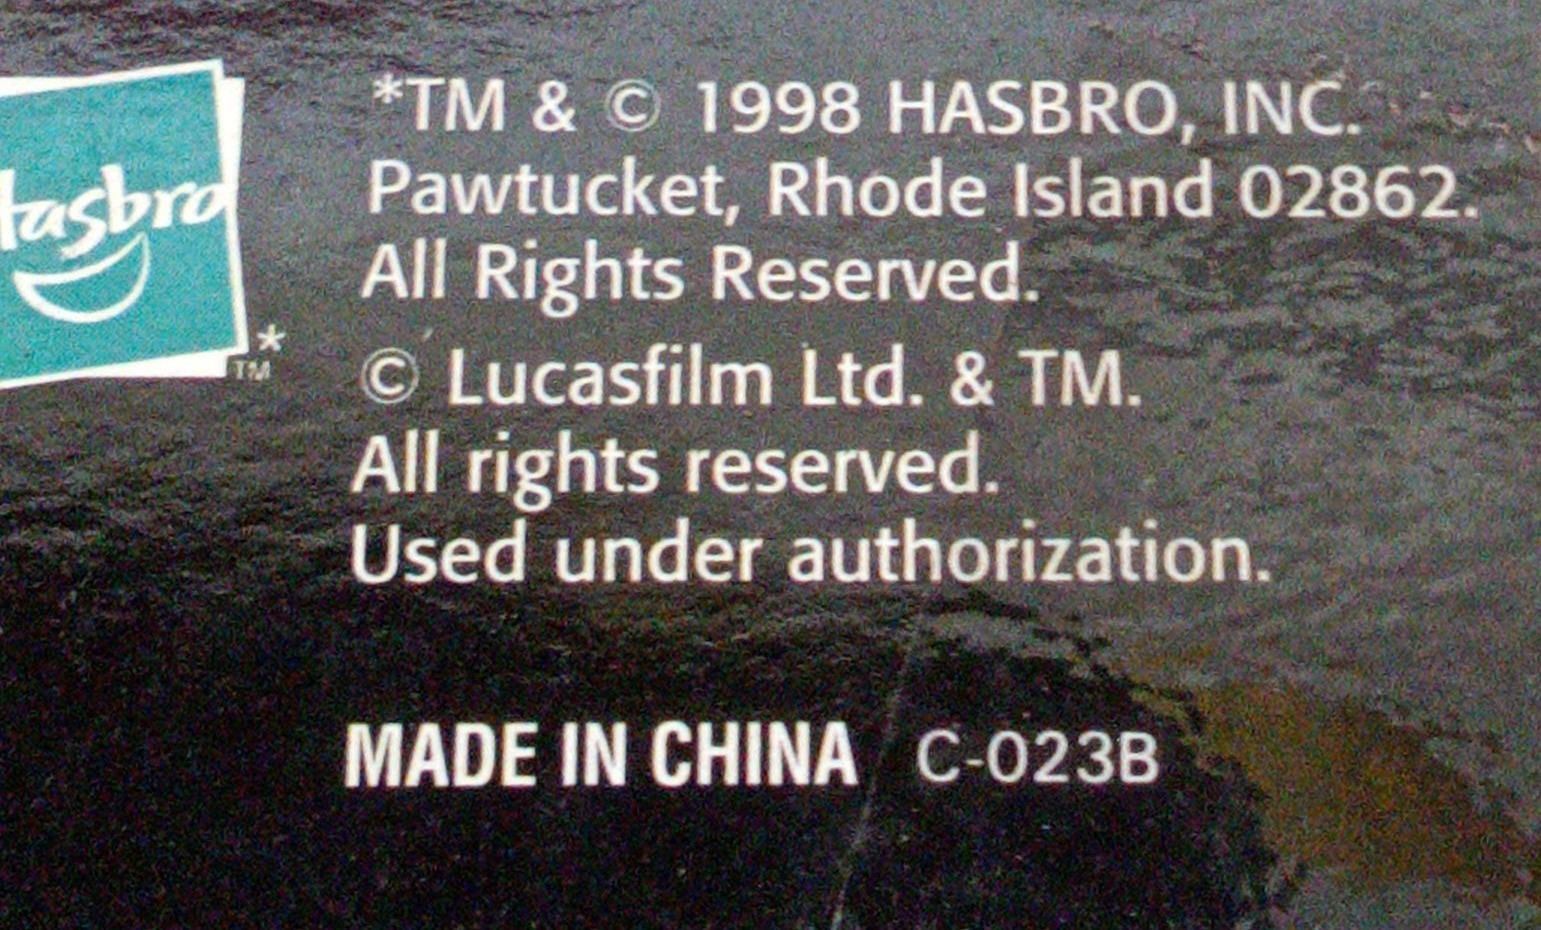 Hasbro
TM*
*TM & © 1998 HASBRO, INC.
Pawtucket, Rhode Island 02862.
All Rights Reserved.
© Lucasfilm Ltd. & TM.
All rights reserved.
Used under authorization.
MADE IN CHINA C-023B